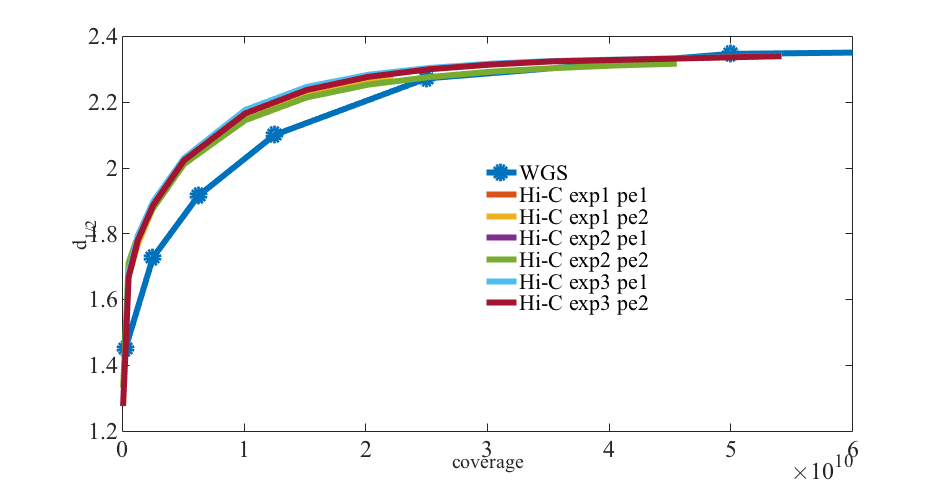 2.4
2.2
2
1.8
1.6
1.4
1.2
d1/2
WGS
Hi-C exp1 pe1
Hi-C exp1 pe2
Hi-C exp2 pe1
Hi-C exp2 pe2
Hi-C exp3 pe1
Hi-C exp3 pe2
0 1 2 3 4 5 6
coverage
×10^10